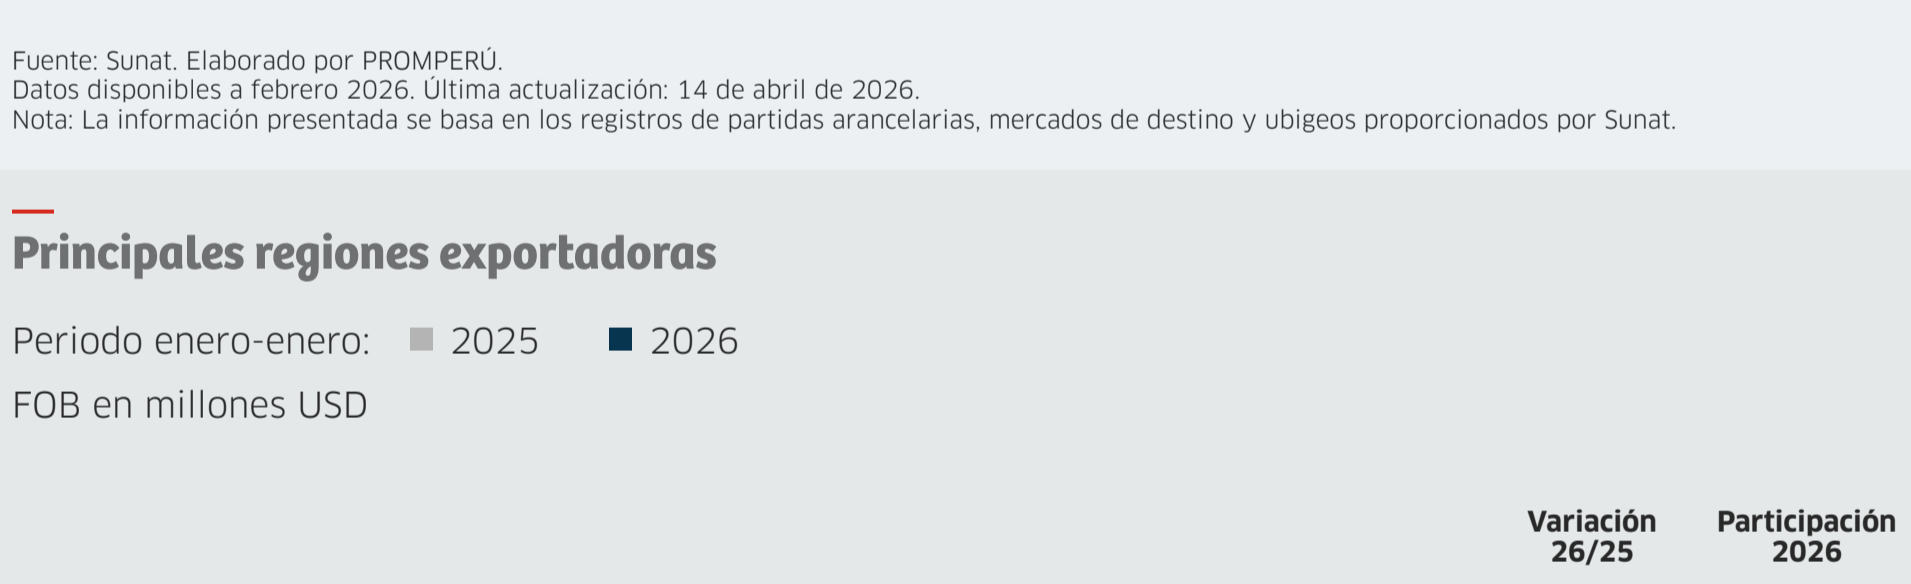 Fuente: Sunat. Elaborado por PROMPERÚ.
Datos disponibles a febrero 2026. Última actualización: 14 de abril de 2026.
Nota: La información presentada se basa en los registros de partidas arancelarias, mercados de destino y ubigeos proporcionados por Sunat.
Principales regiones exportadoras
Periodo enero-enero: 2025 2026
FOB en millones USD
Variación Participación
26/25 2026